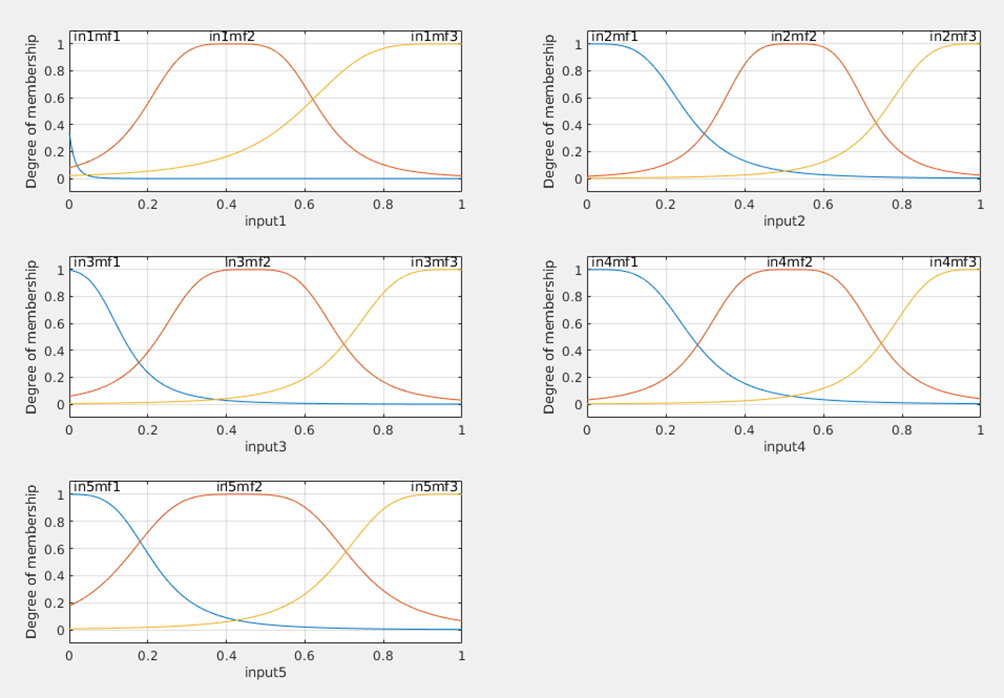 in1mf1 in1mf2 in1mf3
Degree of membership
1
0.8
0.6
0.4
0.2
0
0 0.2 0.4 0.6 0.8 1
input1
in2mf1 in2mf2 in2mf3
Degree of membership
1
0.8
0.6
0.4
0.2
0
0 0.2 0.4 0.6 0.8 1
input2
in3mf1 in3mf2 in3mf3
Degree of membership
1
0.8
0.6
0.4
0.2
0
0 0.2 0.4 0.6 0.8 1
input3
in4mf1 in4mf2 in4mf3
Degree of membership
1
0.8
0.6
0.4
0.2
0
0 0.2 0.4 0.6 0.8 1
input4
in5mf1 in5mf2 in5mf3
Degree of membership
1
0.8
0.6
0.4
0.2
0
0 0.2 0.4 0.6 0.8 1
input5